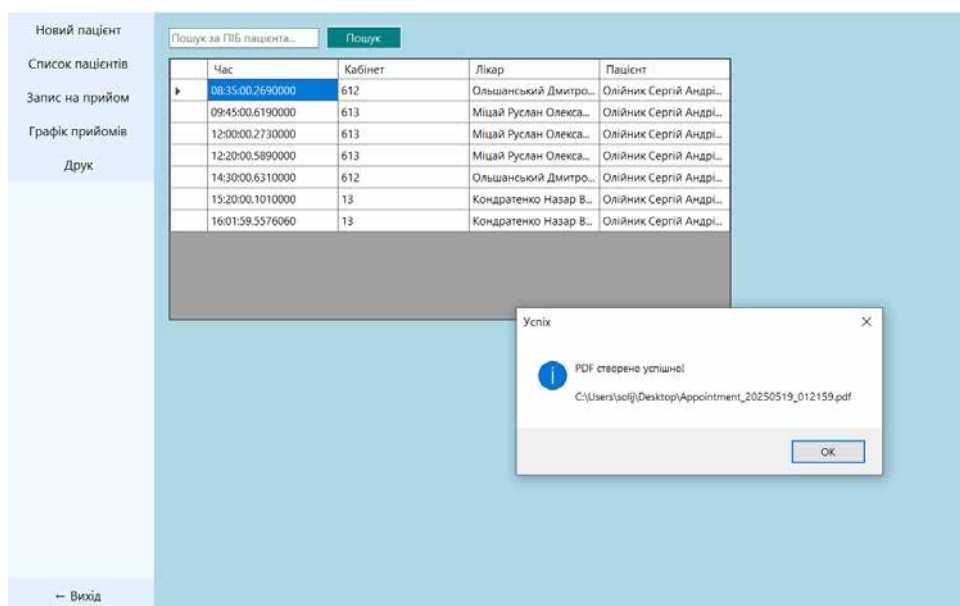 Новий пацієнт
Список пацієнтів
Запис на прийом
Графік прийомів
Друк
← Вихід
Пошук за ПІБ пацієнта... Пошук
Час Кабінет Лікар Пацієнт
08:35:00.2690000 612 Ольшанський Дмитро... Олійник Сергій Андрі...
09:45:00.6190000 613 Міцай Руслан Олекса... Олійник Сергій Андрі...
12:00:00.2730000 613 Міцай Руслан Олекса... Олійник Сергій Андрі...
12:20:00.5890000 613 Міцай Руслан Олекса... Олійник Сергій Андрі...
14:30:00.6310000 612 Ольшанський Дмитро... Олійник Сергій Андрі...
15:20:00.1010000 13 Кондратенко Назар В... Олійник Сергій Андрі...
16:01:59.5576060 13 Кондратенко Назар В... Олійник Сергій Андрі...
Успіх
PDF створено успішно!
C:\Users\solij\Desktop\Appointment_20250519_012159.pdf
OK